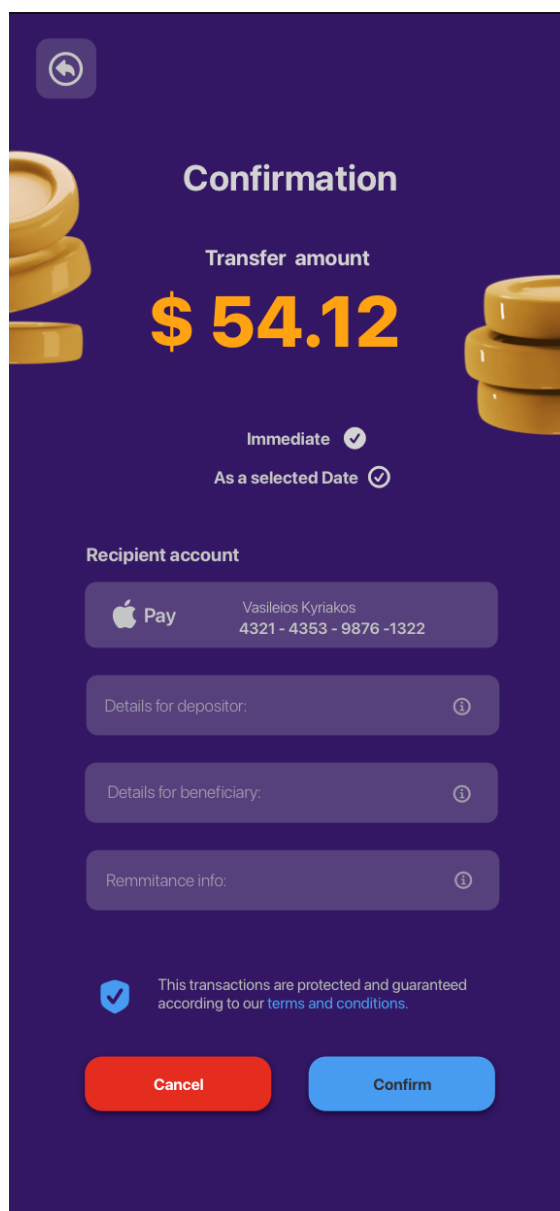 Confirmation
Transfer amount
$ 54.12
Immediate
As a selected Date
Recipient account
Pay
Vasileios Kyriakos
4321 - 4353 - 9876 -1322
Details for depositor:
Details for beneficiary:
Remmitance info:
This transactions are protected and guaranteed
according to our terms and conditions.
Cancel
Confirm